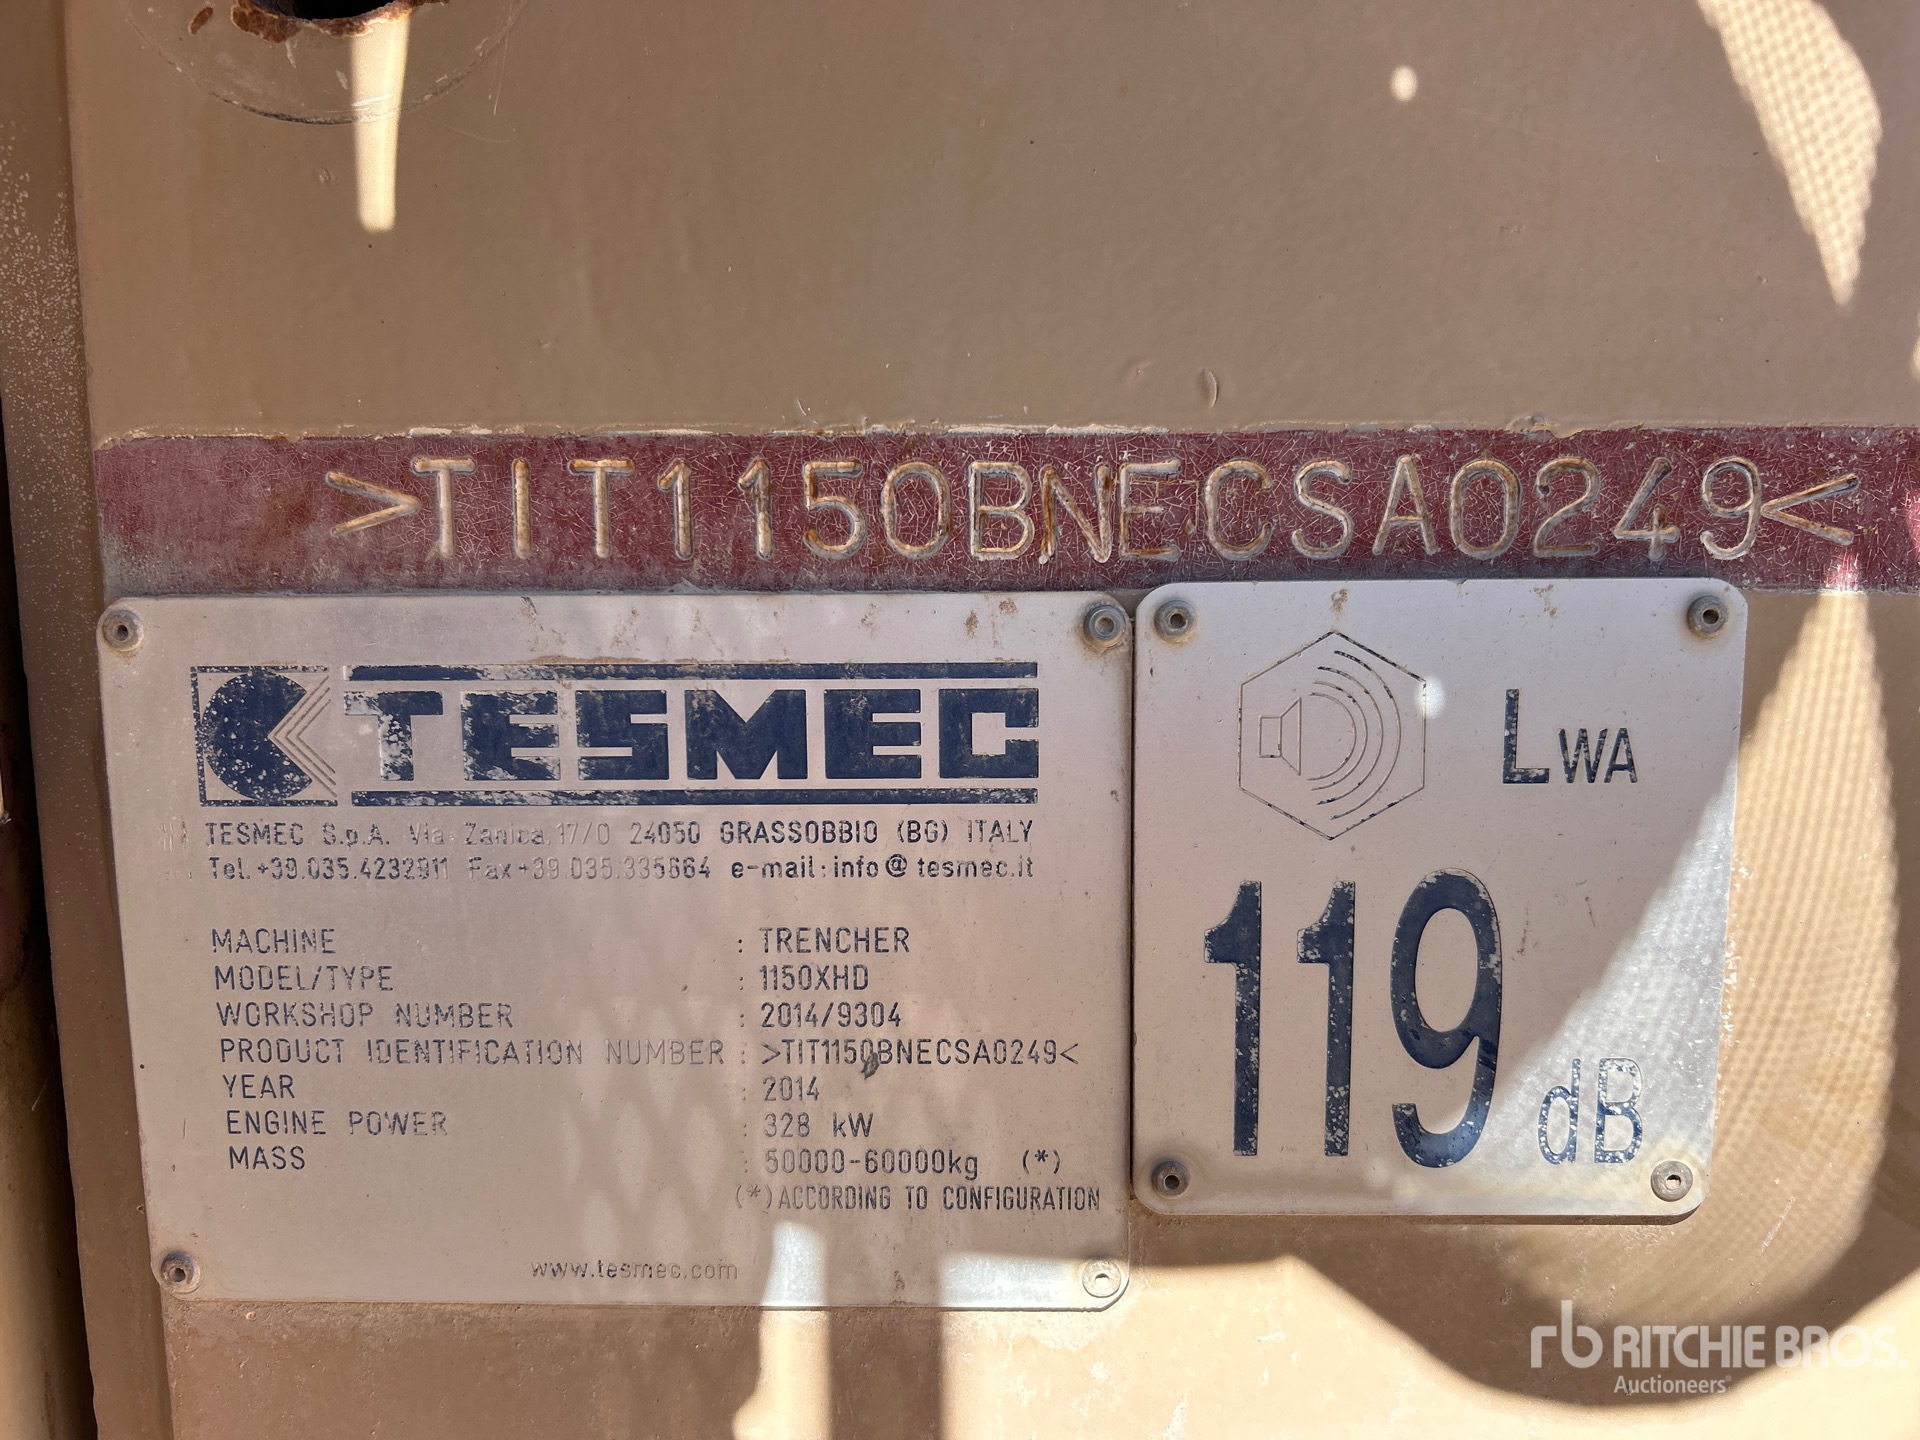 >TIT1150BNECSA0249<
TESMEC
TESMEC S.p.A. Via Zanica, 17/O 24050 GRASSOBBIO (BG) ITALY
Tel.+39.035.4232911 Fax+39.035.335664 e-mail:info@tesmec.it
MACHINE : TRENCHER
MODEL/TYPE : 1150XHD
WORKSHOP NUMBER : 2014/9304
PRODUCT IDENTIFICATION NUMBER : >TIT1150BNECSA0249<
YEAR : 2014
ENGINE POWER : 328 kW
MASS : 50000-60000kg (*)
(*)ACCORDING TO CONFIGURATION
www.tesmec.com
LWA
119
dB
rb RITCHIE BROS.
Auctioneers